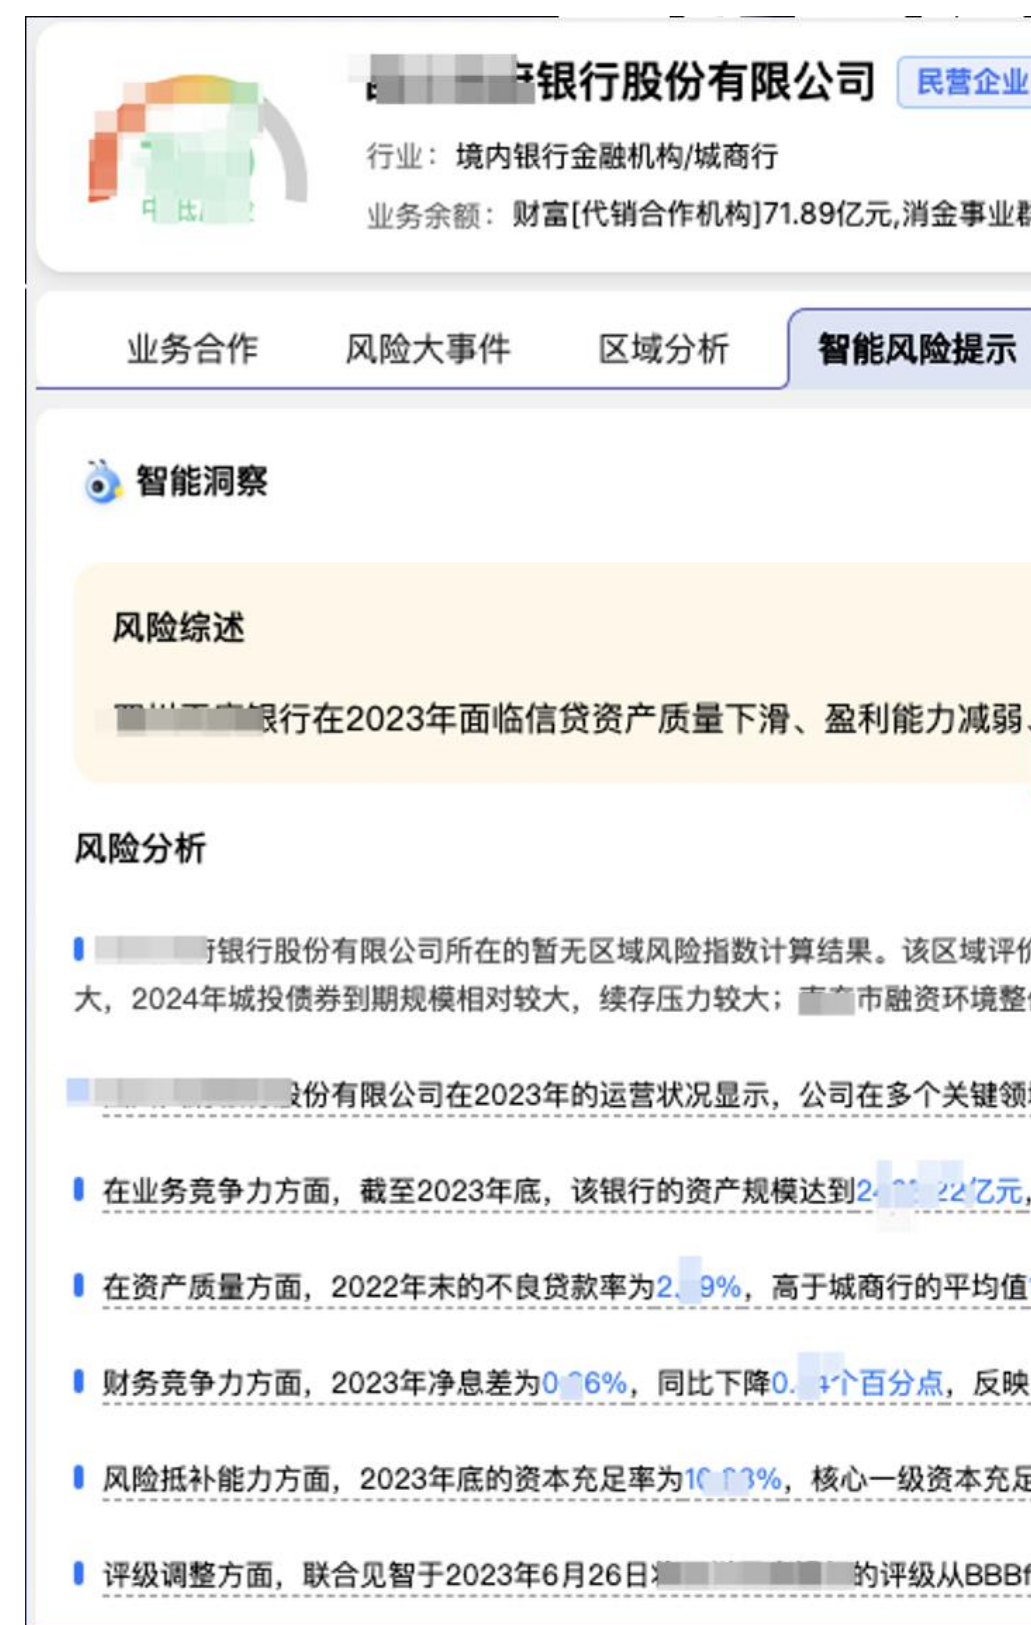 银行股份有限公司 民营企业
行业：境内银行金融机构/城商行
业务余额：财富[代销合作机构]71.89亿元,消金事业群
业务合作 风险大事件 区域分析 智能风险提示
智能洞察
风险综述
银行在2023年面临信贷资产质量下滑、盈利能力减弱、
风险分析
银行股份有限公司所在的暂无区域风险指数计算结果。该区域评价
大，2024年城投债券到期规模相对较大，续存压力较大；市融资环境整体
股份有限公司在2023年的运营状况显示，公司在多个关键领域
在业务竞争力方面，截至2023年底，该银行的资产规模达到亿元，
在资产质量方面，2022年末的不良贷款率为，高于城商行的平均值
财务竞争力方面，2023年净息差为，同比下降个百分点，反映
风险抵补能力方面，2023年底的资本充足率为，核心一级资本充足
评级调整方面，联合见智于2023年6月26日的评级从BBBf